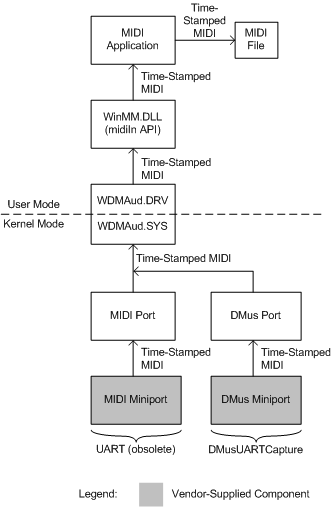 MIDI
Application
Time-
Stamped
MIDI
MIDI
File
Time-Stamped
MIDI
WinMM.DLL
(midiIn API)
Time-Stamped
MIDI
WDMAud.DRV
User Mode
Kernel Mode
WDMAud.SYS
Time-Stamped MIDI
MIDI Port
DMus Port
Time-Stamped
MIDI
Time-Stamped
MIDI
MIDI Miniport
DMus Miniport
UART (obsolete)
DMusUARTCapture
Legend:
Vendor-Supplied Component